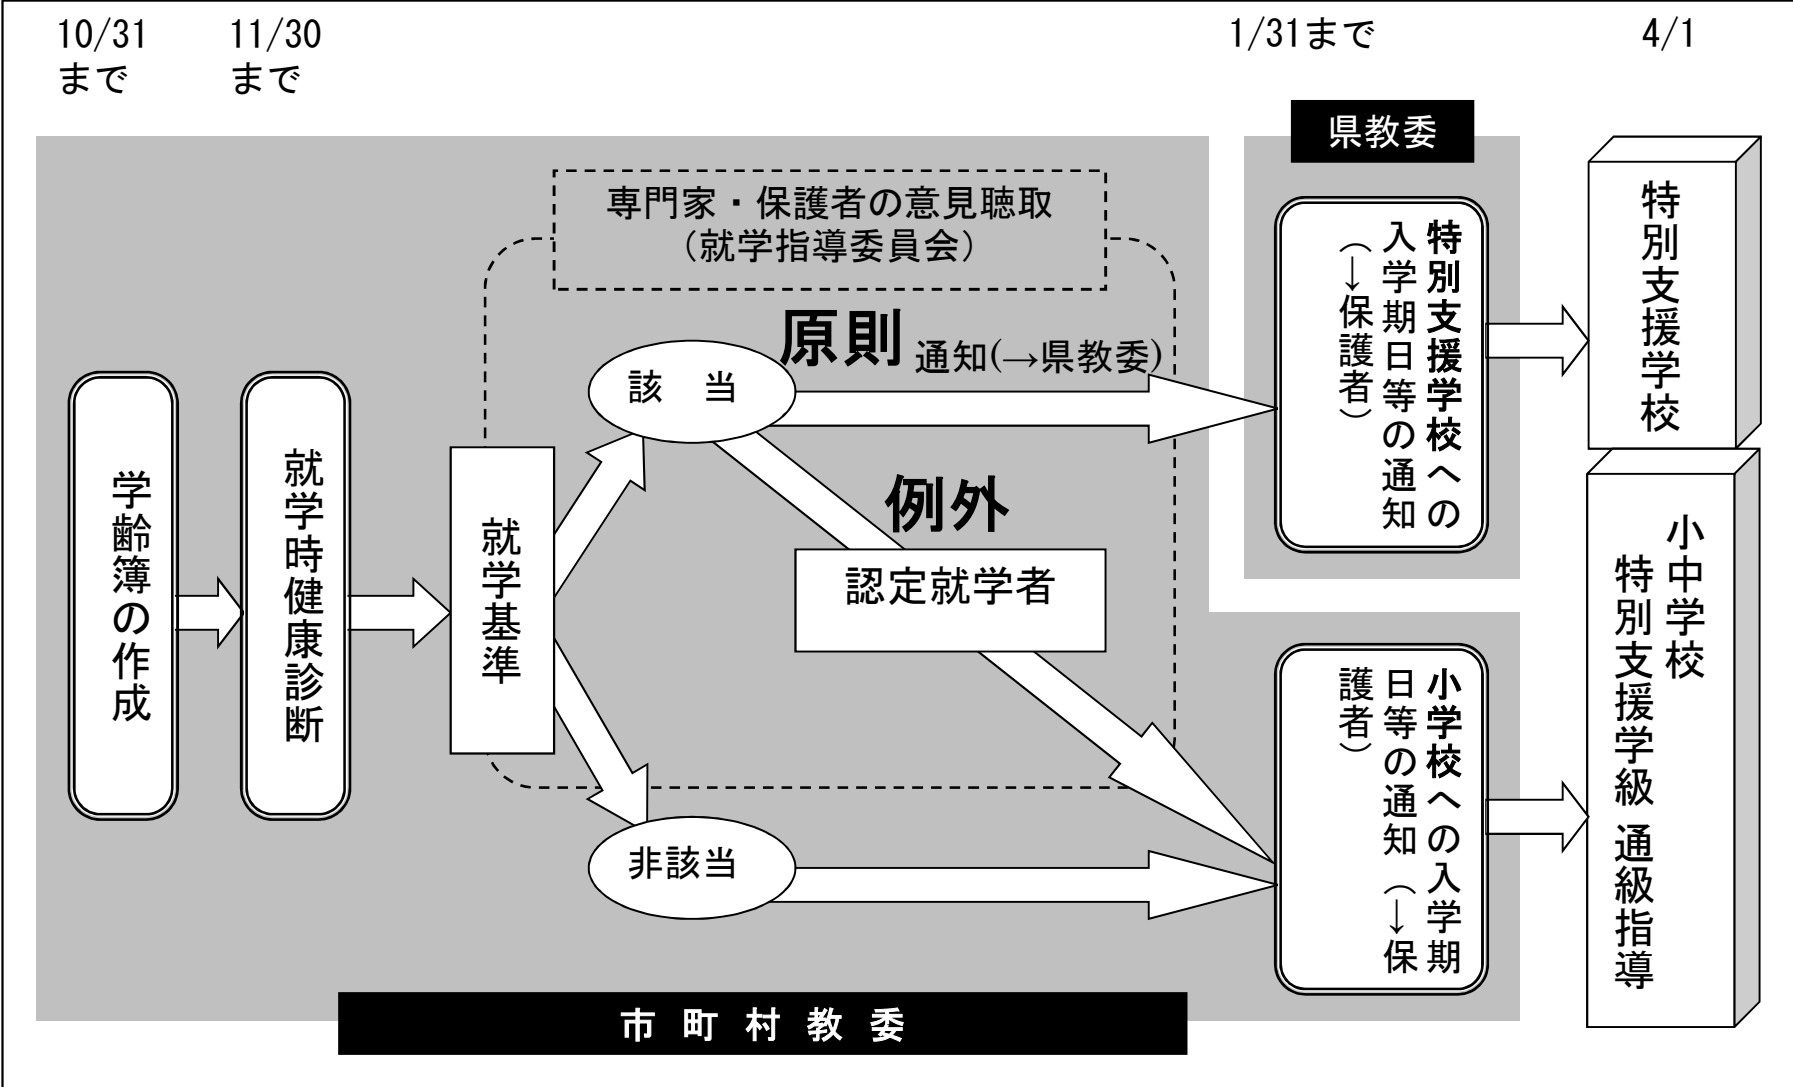 10/31
まで
11/30
まで
1/31まで
4/1
県教委
専門家・保護者の意見聴取
(就学指導委員会)
原則
通知(→県教委)
該　当
例外
認定就学者
非該当
学齢簿の作成
就学時健康診断
就学基準
特別支援学校への
入学期日等の通知
(→保護者)
小学校への入学期
日等の通知　(→保
護者)
特別支援学校
小中学校
特別支援学級 通級指導
市町村教委